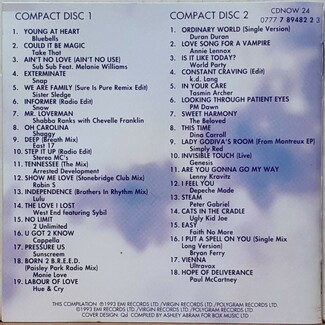 COMPACT DISC 1
1. YOUNG AT HEART
Bluebells
2. COULD IT BE MAGIC
Take That
3. AIN'T NO LOVE (AIN'T NO USE)
Sub Sub Feat. Melanie Williams
4. EXTERMINATE
Snap
5. WE ARE FAMILY (Sure Is Pure Remix Edit)
Sister Sledge
6. INFORMER (Radio Edit)
Snow
7. MR. LOVERMAN
Shabba Ranks with Chevelle Franklin
8. OH CAROLINA
Shaggy
9. DEEP (Breath Mix)
East 17
10. STEP IT UP (Radio Edit)
Stereo MC's
11. TENNESSEE (The Mix)
Arrested Development
12. SHOW ME LOVE (Stonebridge Club Mix)
Robin S
13. INDEPENDENCE (Brothers In Rhythm Mix)
Lulu
14. THE LOVE I LOST
West End featuring Sybil
15. NO LIMIT
2 Unlimited
16. U GOT 2 KNOW
Cappella
17. PRESSURE US
Sunscreem
18. BORN 2 B.R.E.E.D.
(Paisley Park Radio Mix)
Monie Love
19. LABOUR OF LOVE
Hue & Cry
COMPACT DISC 2
CDNOW 24
0777 7 89482 2 3
1. ORDINARY WORLD (Single Version)
Duran Duran
2. LOVE SONG FOR A VAMPIRE
Annie Lennox
3. IS IT LIKE TODAY?
World Party
4. CONSTANT CRAVING (Edit)
k.d. Lang
5. IN YOUR CARE
Tasmin Archer
6. LOOKING THROUGH PATIENT EYES
PM Dawn
7. SWEET HARMONY
The Beloved
8. THIS TIME
Dina Carroll
9. LADY GODIVA'S ROOM (From Montreux EP)
Simply Red
10. INVISIBLE TOUCH (Live)
Genesis
11. ARE YOU GONNA GO MY WAY
Lenny Kravitz
12. I FEEL YOU
Depeche Mode
13. STEAM
Peter Gabriel
14. CATS IN THE CRADLE
Ugly Kid Joe
15. EASY
Faith No More
16. I PUT A SPELL ON YOU (Single Mix
Long Version)
Bryan Ferry
17. VIENNA
Ultravox
18. HOPE OF DELIVERANCE
Paul McCartney
THIS COMPILATION ℗1993 EMI RECORDS LTD/VIRGIN RECORDS LTD/POLYGRAM RECORDS LTD.
©1993 EMI RECORDS LTD/VIRGIN RECORDS LTD/POLYGRAM RECORDS LTD.
COVER DESIGN: Qd COMPILED BY ASHLEY ABRAM FOR BOX MUSIC LTD